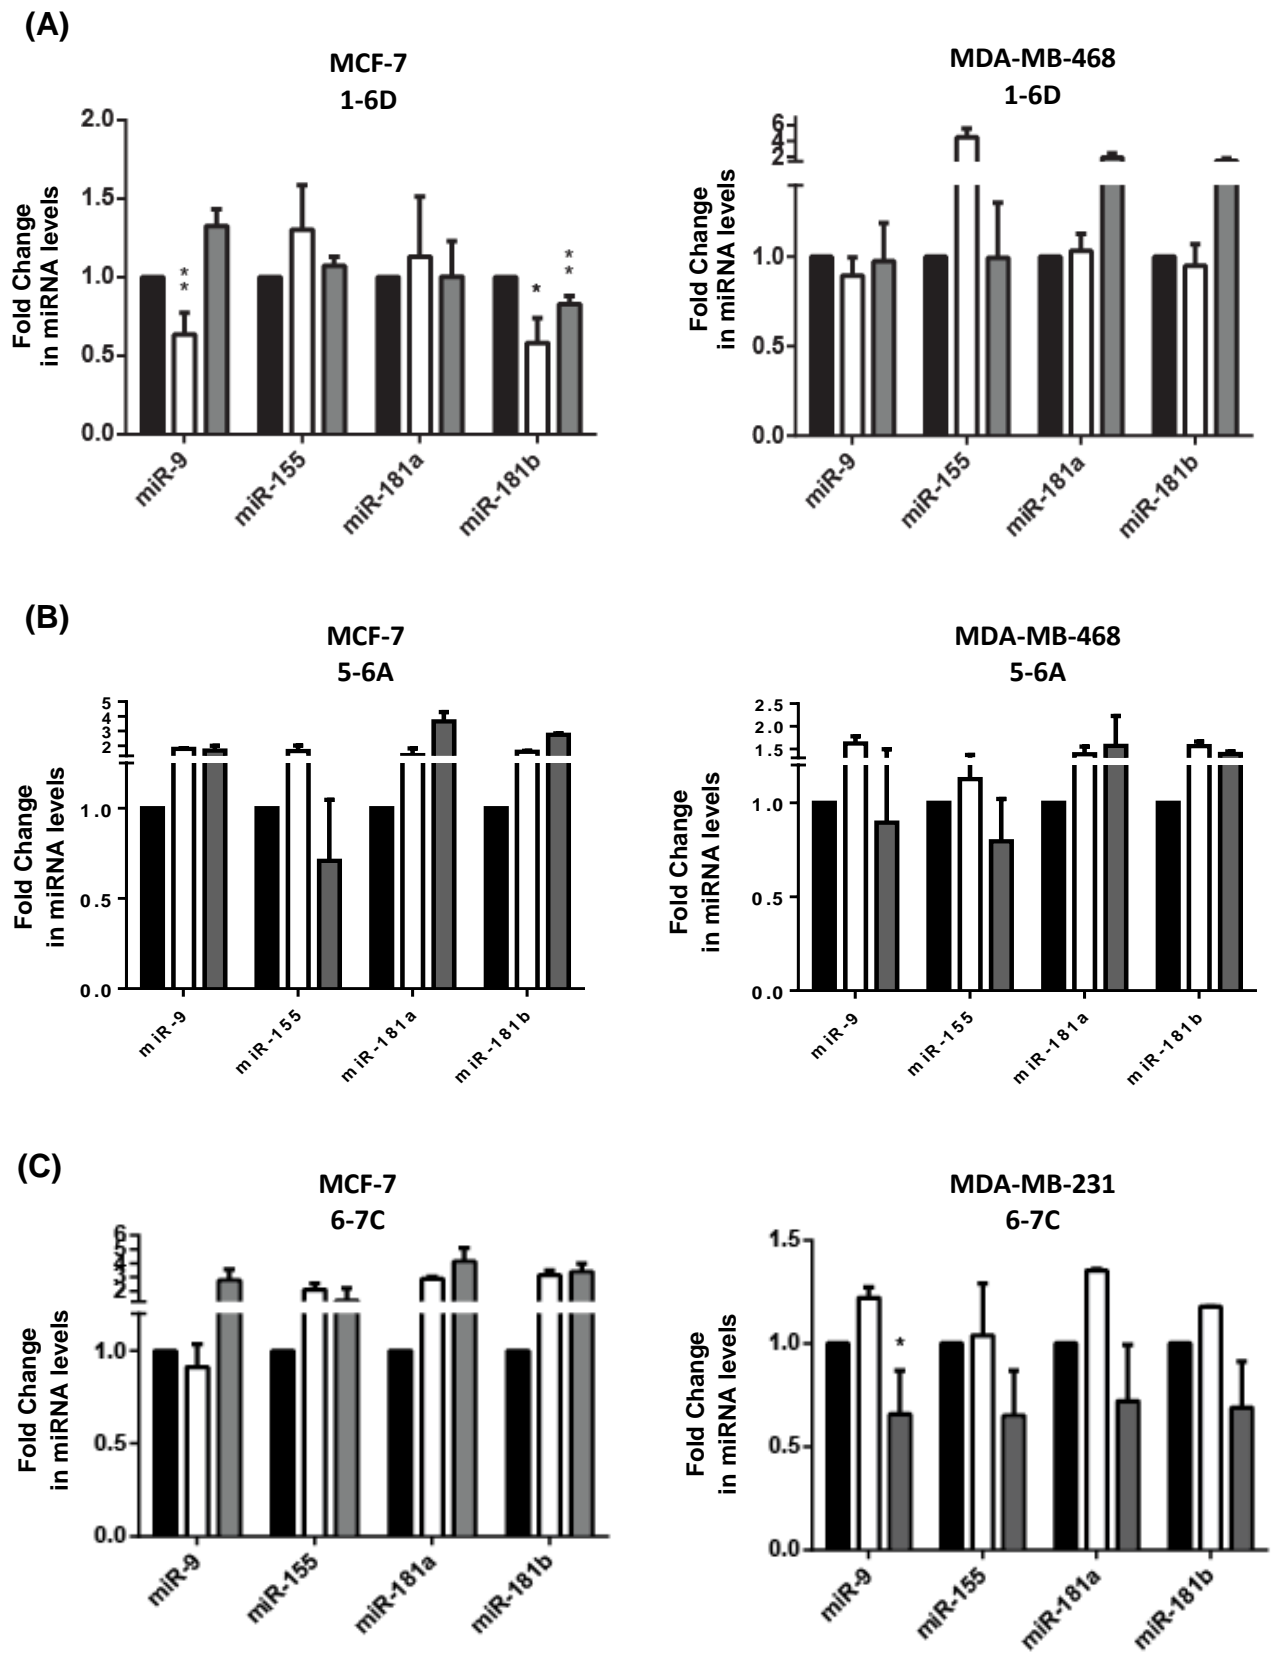 (A)
MCF-7
1-6D
Fold Change
in miRNA levels
2.0
1.5
1.0
0.5
0.0
**
*
**
miR-9
miR-155
miR-181a
miR-181b
MDA-MB-468
1-6D
Fold Change
in miRNA levels
6
4
2
1.0
0.5
0.0
miR-9
miR-155
miR-181a
miR-181b
(B)
MCF-7
5-6A
Fold Change
in miRNA levels
5
4
3
2
1.0
0.5
0.0
miR-9
miR-155
miR-181a
miR-181b
MDA-MB-468
5-6A
Fold Change
in miRNA levels
2.5
2.0
1.5
1.0
0.5
0.0
miR-9
miR-155
miR-181a
miR-181b
(C)
MCF-7
6-7C
Fold Change
in miRNA levels
6
5
4
3
2
1.0
0.5
0.0
miR-9
miR-155
miR-181a
miR-181b
MDA-MB-231
6-7C
Fold Change
in miRNA levels
1.5
1.0
0.5
0.0
*
miR-9
miR-155
miR-181a
miR-181b